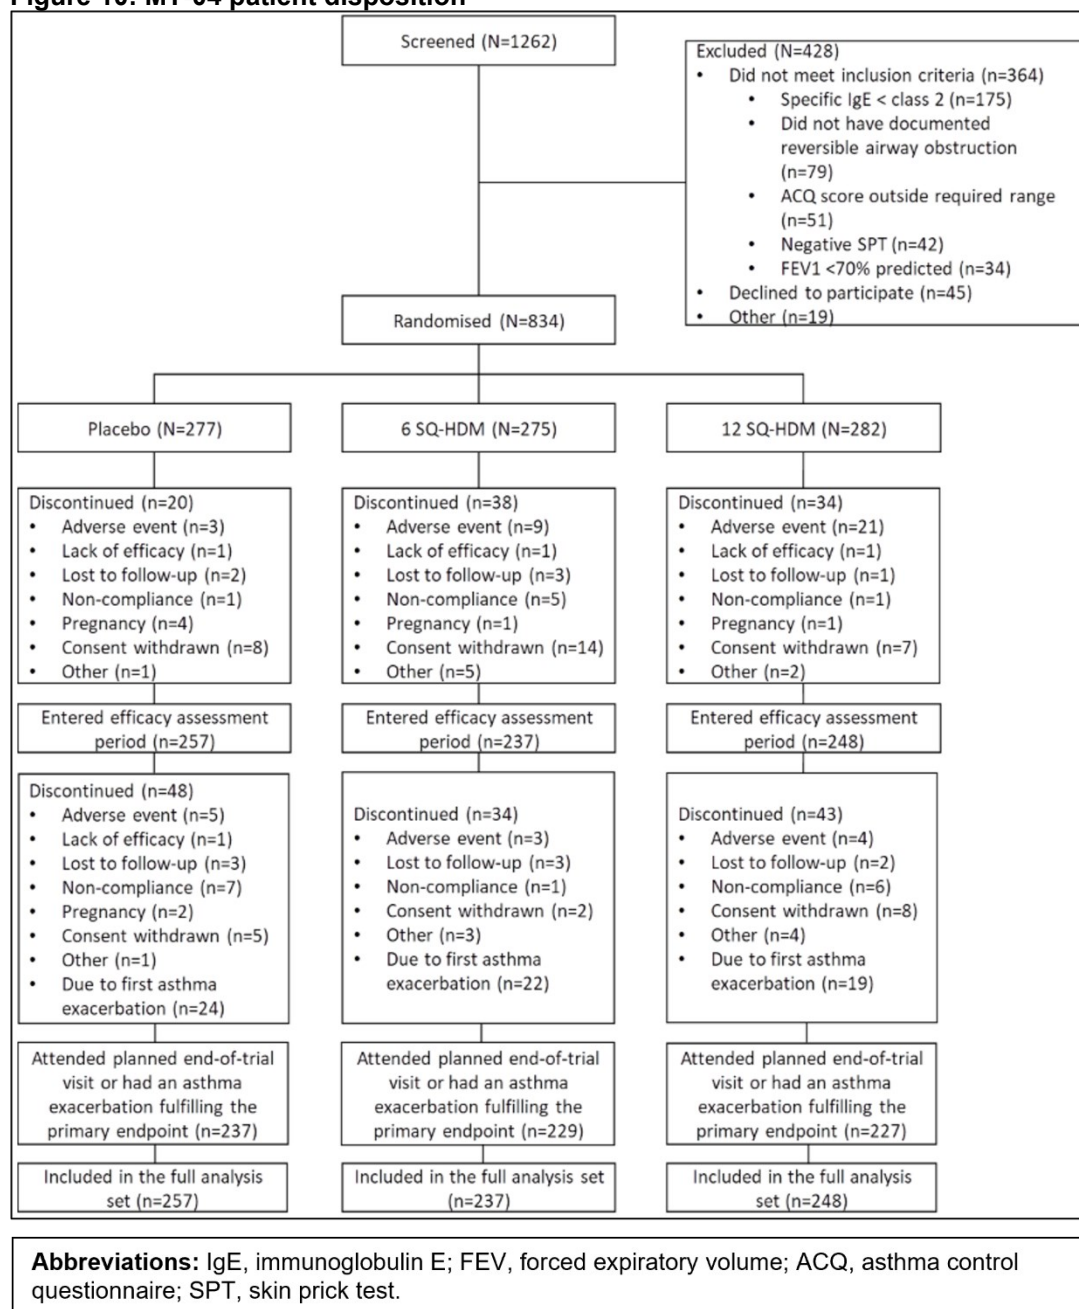 Figure 10: MT-04 patient disposition
Screened (N=1262)
Excluded (N=428)
• Did not meet inclusion criteria (n=364)
• Specific IgE < class 2 (n=175)
• Did not have documented
reversible airway obstruction
(n=79)
• ACQ score outside required range
(n=51)
• Negative SPT (n=42)
• FEV1 <70% predicted (n=34)
• Declined to participate (n=45)
• Other (n=19)
Randomised (N=834)
Placebo (N=277)
6 SQ-HDM (N=275)
12 SQ-HDM (N=282)
Discontinued (n=20)
• Adverse event (n=3)
• Lack of efficacy (n=1)
• Lost to follow-up (n=2)
• Non-compliance (n=1)
• Pregnancy (n=4)
• Consent withdrawn (n=8)
• Other (n=1)
Discontinued (n=38)
• Adverse event (n=9)
• Lack of efficacy (n=1)
• Lost to follow-up (n=3)
• Non-compliance (n=5)
• Pregnancy (n=1)
• Consent withdrawn (n=14)
• Other (n=5)
Discontinued (n=34)
• Adverse event (n=21)
• Lack of efficacy (n=1)
• Lost to follow-up (n=1)
• Non-compliance (n=1)
• Pregnancy (n=1)
• Consent withdrawn (n=7)
• Other (n=2)
Entered efficacy assessment
period (n=257)
Entered efficacy assessment
period (n=237)
Entered efficacy assessment
period (n=248)
Discontinued (n=48)
• Adverse event (n=5)
• Lack of efficacy (n=1)
• Lost to follow-up (n=3)
• Non-compliance (n=7)
• Pregnancy (n=2)
• Consent withdrawn (n=5)
• Other (n=1)
• Due to first asthma
exacerbation (n=24)
Discontinued (n=34)
• Adverse event (n=3)
• Lost to follow-up (n=3)
• Non-compliance (n=1)
• Consent withdrawn (n=2)
• Other (n=3)
• Due to first asthma
exacerbation (n=22)
Discontinued (n=43)
• Adverse event (n=4)
• Lost to follow-up (n=2)
• Non-compliance (n=6)
• Consent withdrawn (n=8)
• Other (n=4)
• Due to first asthma
exacerbation (n=19)
Attended planned end-of-trial
visit or had an asthma
exacerbation fulfilling the
primary endpoint (n=237)
Attended planned end-of-trial
visit or had an asthma
exacerbation fulfilling the
primary endpoint (n=229)
Attended planned end-of-trial
visit or had an asthma
exacerbation fulfilling the
primary endpoint (n=227)
Included in the full analysis
set (n=257)
Included in the full analysis set
(n=237)
Included in the full analysis
set (n=248)
Abbreviations: IgE, immunoglobulin E; FEV, forced expiratory volume; ACQ, asthma control
questionnaire; SPT, skin prick test.